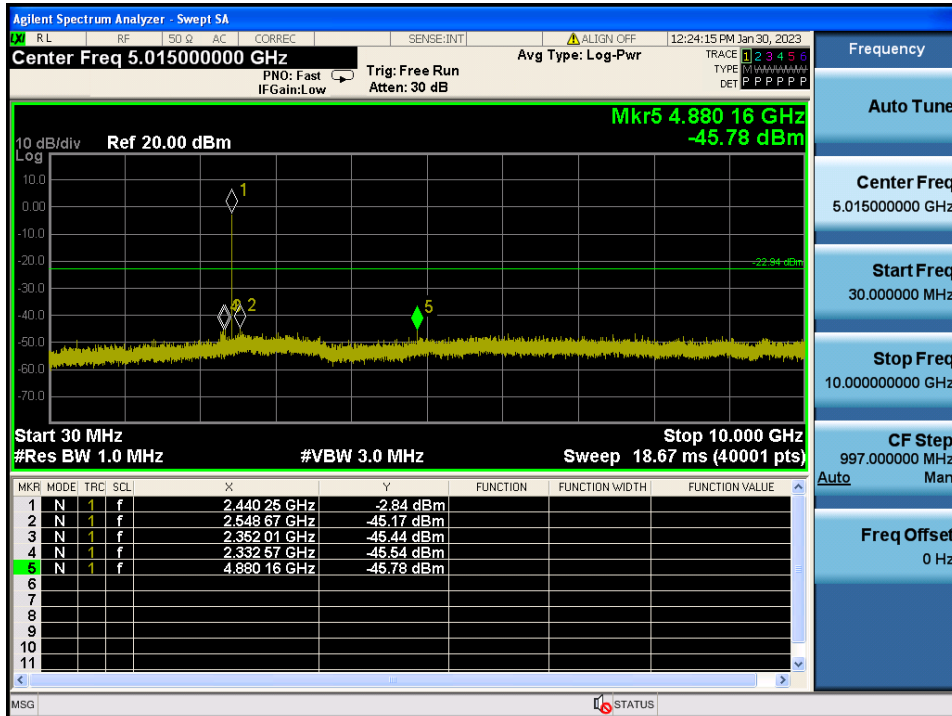 Agilent Spectrum Analyzer - Swept SA
LXI RL RF 50 Ω AC CORREC SENSE:INT ALIGN OFF 12:24:15 PM Jan 30, 2023
Center Freq 5.015000000 GHz
PNO: Fast
IFGain:Low
Trig: Free Run
Atten: 30 dB
Avg Type: Log-Pwr
TRACE 1 2 3 4 5 6
TYPE
DET P P P P P P
Mkr5 4.880 16 GHz
-45.78 dBm
10 dB/div
Log
Ref 20.00 dBm
10.0
0.00
-10.0
-20.0
-30.0
-40.0
-50.0
-60.0
-70.0
1
2
5
-22.94 dBm
Start 30 MHz
Stop 10.000 GHz
#Res BW 1.0 MHz
#VBW 3.0 MHz
Sweep 18.67 ms (40001 pts)
MKR MODE TRC SCL X Y FUNCTION FUNCTION WIDTH FUNCTION VALUE
1 N 1 f 2.440 25 GHz -2.84 dBm
2 N 1 f 2.548 67 GHz -45.17 dBm
3 N 1 f 2.352 01 GHz -45.44 dBm
4 N 1 f 2.332 57 GHz -45.54 dBm
5 N 1 f 4.880 16 GHz -45.78 dBm
6
7
8
9
10
11
MSG
STATUS
Frequency
Auto Tune
Center Freq
5.015000000 GHz
Start Freq
30.000000 MHz
Stop Freq
10.000000000 GHz
CF Step
997.000000 MHz
Auto Man
Freq Offset
0 Hz